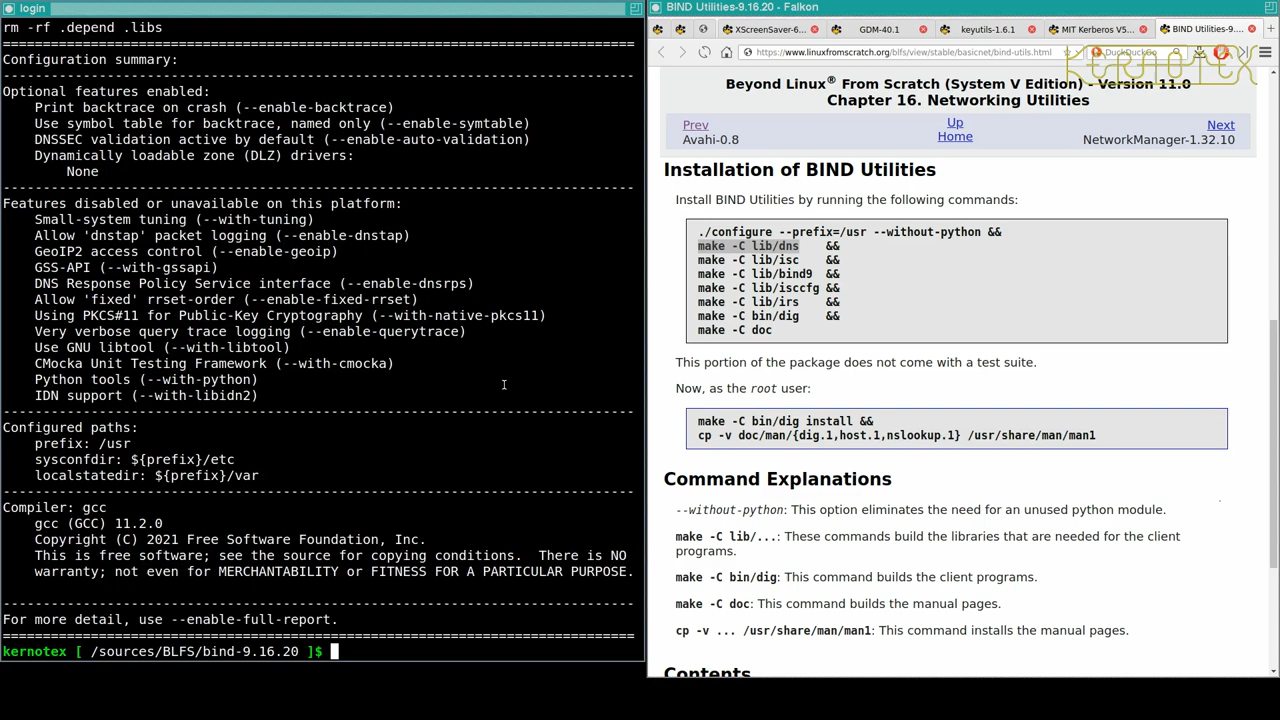 login
rm -rf .depend .libs
===============================================================================
Configuration summary:
-------------------------------------------------------------------------------
Optional features enabled:
Print backtrace on crash (--enable-backtrace)
Use symbol table for backtrace, named only (--enable-symtable)
DNSSEC validation active by default (--enable-auto-validation)
Dynamically loadable zone (DLZ) drivers:
None
-------------------------------------------------------------------------------
Features disabled or unavailable on this platform:
Small-system tuning (--with-tuning)
Allow 'dnstap' packet logging (--enable-dnstap)
GeoIP2 access control (--enable-geoip)
GSS-API (--with-gssapi)
DNS Response Policy Service interface (--enable-dnsrps)
Allow 'fixed' rrset-order (--enable-fixed-rrset)
Using PKCS#11 for Public-Key Cryptography (--with-native-pkcs11)
Very verbose query trace logging (--enable-querytrace)
Use GNU libtool (--with-libtool)
CMocka Unit Testing Framework (--with-cmocka)
Python tools (--with-python)
IDN support (--with-libidn2)
-------------------------------------------------------------------------------
Configured paths:
prefix: /usr
sysconfdir: ${prefix}/etc
localstatedir: ${prefix}/var
-------------------------------------------------------------------------------
Compiler: gcc
gcc (GCC) 11.2.0
Copyright (C) 2021 Free Software Foundation, Inc.
This is free software; see the source for copying conditions.  There is NO
warranty; not even for MERCHANTABILITY or FITNESS FOR A PARTICULAR PURPOSE.
-------------------------------------------------------------------------------
For more detail, use --enable-full-report.
===============================================================================
kernotex [ /sources/BLFS/bind-9.16.20 ]$
BIND Utilities-9.16.20 - Falkon
XScreenSaver-6... GDM-40.1 keyutils-1.6.1 MIT Kerberos V5... BIND Utilities-9....
https://www.linuxfromscratch.org/blfs/view/stable/basicnet/bind-utils.html DuckDuckGo
KERNOTEX
Beyond Linux® From Scratch (System V Edition) - Version 11.0
Chapter 16. Networking Utilities
Prev Up Next
Avahi-0.8 Home NetworkManager-1.32.10
Installation of BIND Utilities
Install BIND Utilities by running the following commands:
./configure --prefix=/usr --without-python &&
make -C lib/dns    &&
make -C lib/isc    &&
make -C lib/bind9  &&
make -C lib/isccfg &&
make -C lib/irs    &&
make -C bin/dig    &&
make -C doc
This portion of the package does not come with a test suite.
Now, as the root user:
make -C bin/dig install &&
cp -v doc/man/{dig.1,host.1,nslookup.1} /usr/share/man/man1
Command Explanations
--without-python: This option eliminates the need for an unused python module.
make -C lib/...: These commands build the libraries that are needed for the client
programs.
make -C bin/dig: This command builds the client programs.
make -C doc: This command builds the manual pages.
cp -v ... /usr/share/man/man1: This command installs the manual pages.
Contents